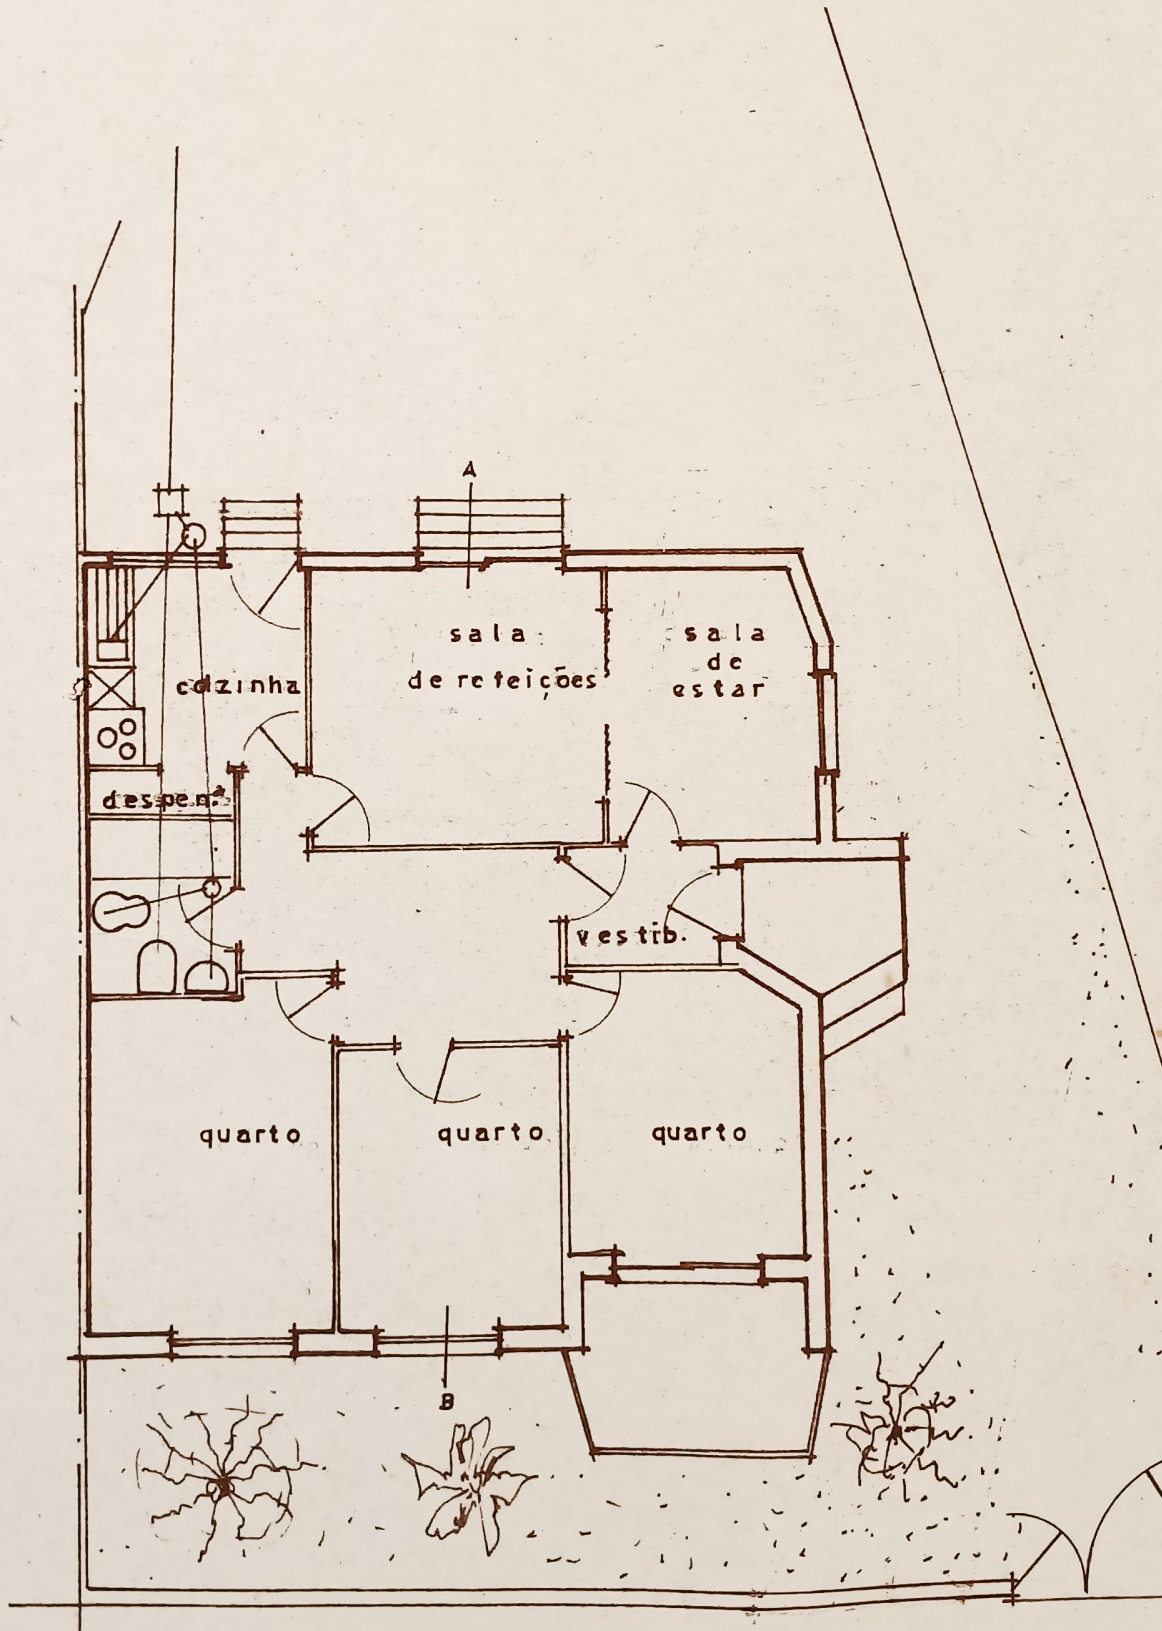 A
sala
de refeições
sala
de
estar
cozinha
despen.ª
vestib.
quarto
quarto
quarto
B